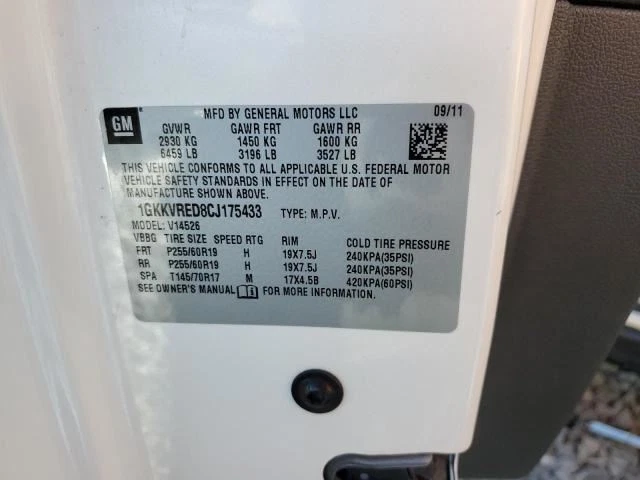 GM
MFD BY GENERAL MOTORS LLC 09/11
GVWR GAWR FRT GAWR RR
2930 KG 1450 KG 1600 KG
6459 LB 3196 LB 3527 LB
THIS VEHICLE CONFORMS TO ALL APPLICABLE U.S. FEDERAL MOTOR
VEHICLE SAFETY STANDARDS IN EFFECT ON THE DATE OF
MANUFACTURE SHOWN ABOVE.
1GKKVRED8CJ175433 TYPE: M.P.V.
MODEL: V14526
VBBG TIRE SIZE SPEED RTG RIM COLD TIRE PRESSURE
FRT P255/60R19 H 19X7.5J 240KPA(35PSI)
RR P255/60R19 H 19X7.5J 240KPA(35PSI)
SPA T145/70R17 M 17X4.5B 420KPA(60PSI)
SEE OWNER'S MANUAL FOR MORE INFORMATION.